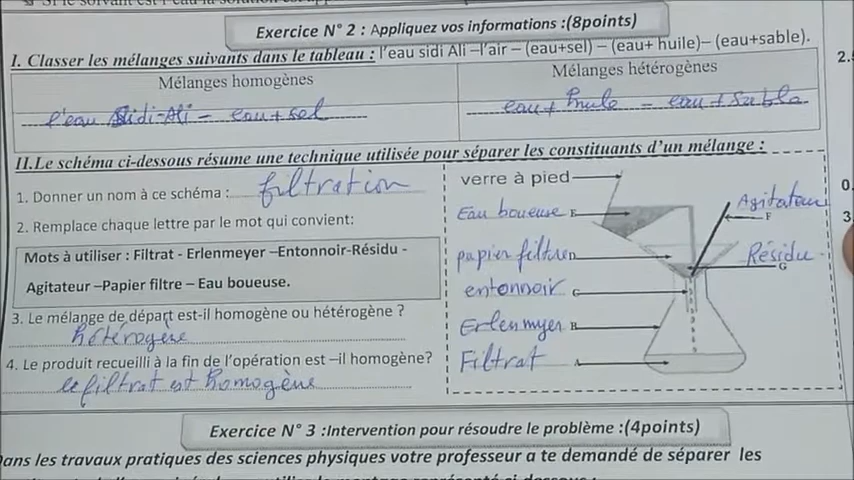 Exercice N° 2 : Appliquez vos informations :(8points)
I. Classer les mélanges suivants dans le tableau : l'eau sidi Ali –l'air – (eau+sel) – (eau+ huile)– (eau+sable).
Mélanges homogènes
Mélanges hétérogènes
l'eau Sidi-Ali – eau+sel
eau+huile – eau+sable
II.Le schéma ci-dessous résume une technique utilisée pour séparer les constituants d'un mélange :
1. Donner un nom à ce schéma : filtration
2. Remplace chaque lettre par le mot qui convient:
Mots à utiliser : Filtrat - Erlenmeyer –Entonnoir-Résidu -
Agitateur –Papier filtre – Eau boueuse.
3. Le mélange de départ est-il homogène ou hétérogène ?
hétérogène
4. Le produit recueilli à la fin de l'opération est –il homogène?
le filtrat est homogène
verre à pied
Eau boueuse E
Agitateur F
papier filtre D
Résidu G
entonnoir C
Erlenmyer B
Filtrat A
Exercice N° 3 :Intervention pour résoudre le problème :(4points)
Dans les travaux pratiques des sciences physiques votre professeur a te demandé de séparer les